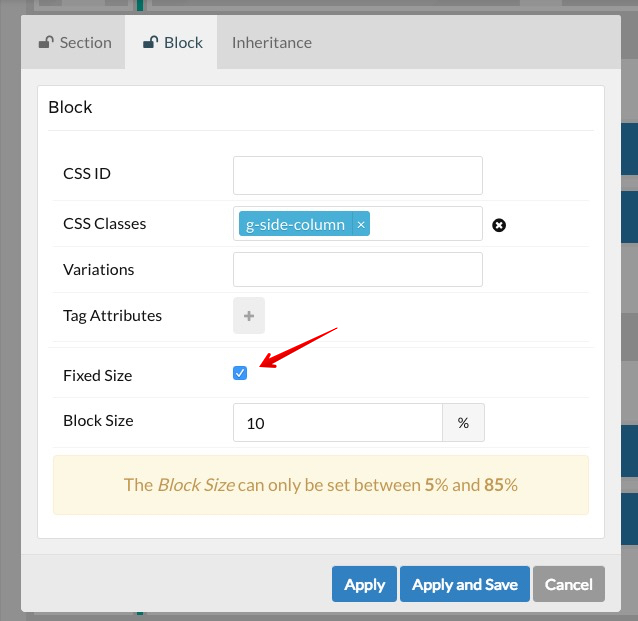 Section Block Inheritance
Block
CSS ID
CSS Classes g-side-column ×
Variations
Tag Attributes +
Fixed Size
Block Size 10 %
The Block Size can only be set between 5% and 85%
Apply Apply and Save Cancel